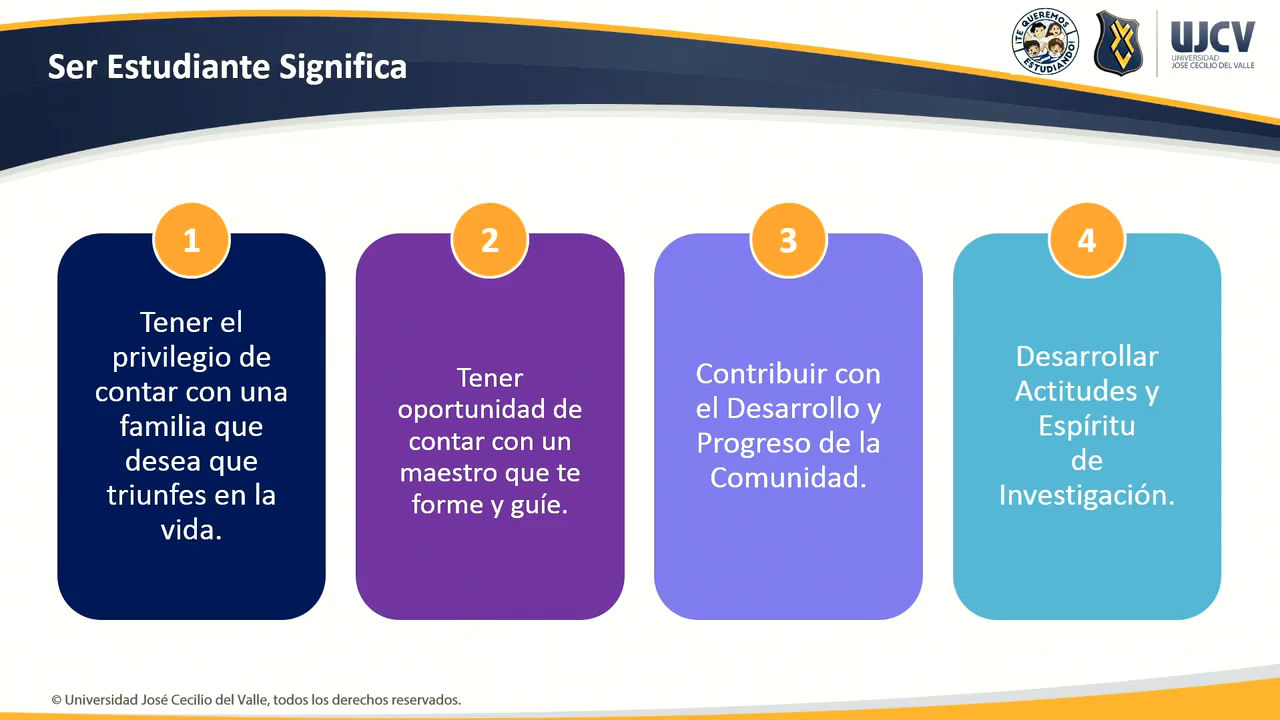 Ser Estudiante Significa
¡TE QUEREMOS
ESTUDIANDO!
UJCV
UNIVERSIDAD
JOSÉ CECILIO DEL VALLE
1
Tener el
privilegio de
contar con una
familia que
desea que
triunfes en la
vida.
2
Tener
oportunidad de
contar con un
maestro que te
forme y guíe.
3
Contribuir con
el Desarrollo y
Progreso de la
Comunidad.
4
Desarrollar
Actitudes y
Espíritu
de
Investigación.
© Universidad José Cecilio del Valle, todos los derechos reservados.